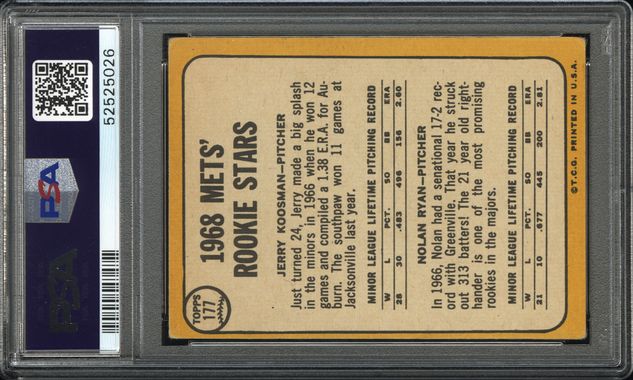 52525026
PSA
PSA
TOPPS
177
1968 METS'
ROOKIE STARS
JERRY KOOSMAN-PITCHER
Just turned 24, Jerry made a big splash
in the minors in 1966 when he won 12
games and compiled a 1.38 E.R.A. for Au-
burn. The southpaw won 11 games at
Jacksonville last year.
MINOR LEAGUE LIFETIME PITCHING RECORD
W L PCT. SO BB ERA
28 30 .483 496 156 2.60
NOLAN RYAN-PITCHER
In 1966, Nolan had a sensational 17-2 rec-
ord with Greenville. That year he struck
out 313 batters! The 21 year old right-
hander is one of the most promising
rookies in the majors.
MINOR LEAGUE LIFETIME PITCHING RECORD
W L PCT. SO BB ERA
21 10 .677 445 200 2.81
© T.C.G. PRINTED IN U.S.A.